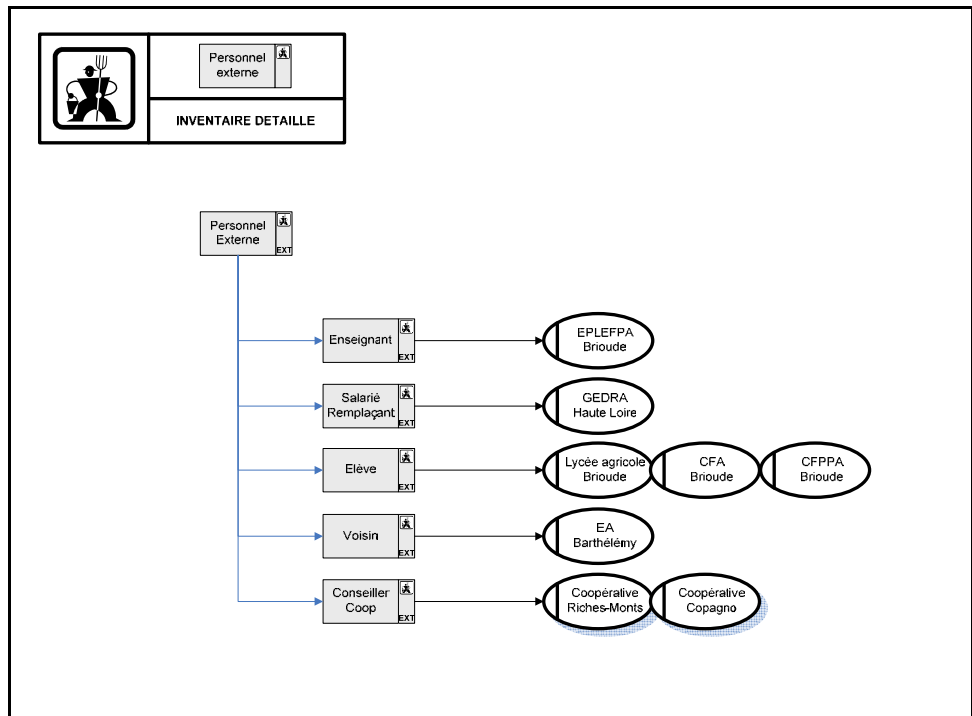 Personnel
externe
INVENTAIRE DETAILLE
Personnel
Externe
EXT
Enseignant
EXT
EPLEFPA
Brioude
Salarié
Remplaçant
EXT
GEDRA
Haute Loire
Elève
EXT
Lycée agricole
Brioude
CFA
Brioude
CFPPA
Brioude
Voisin
EXT
EA
Barthélémy
Conseiller
Coop
EXT
Coopérative
Riches-Monts
Coopérative
Copagno